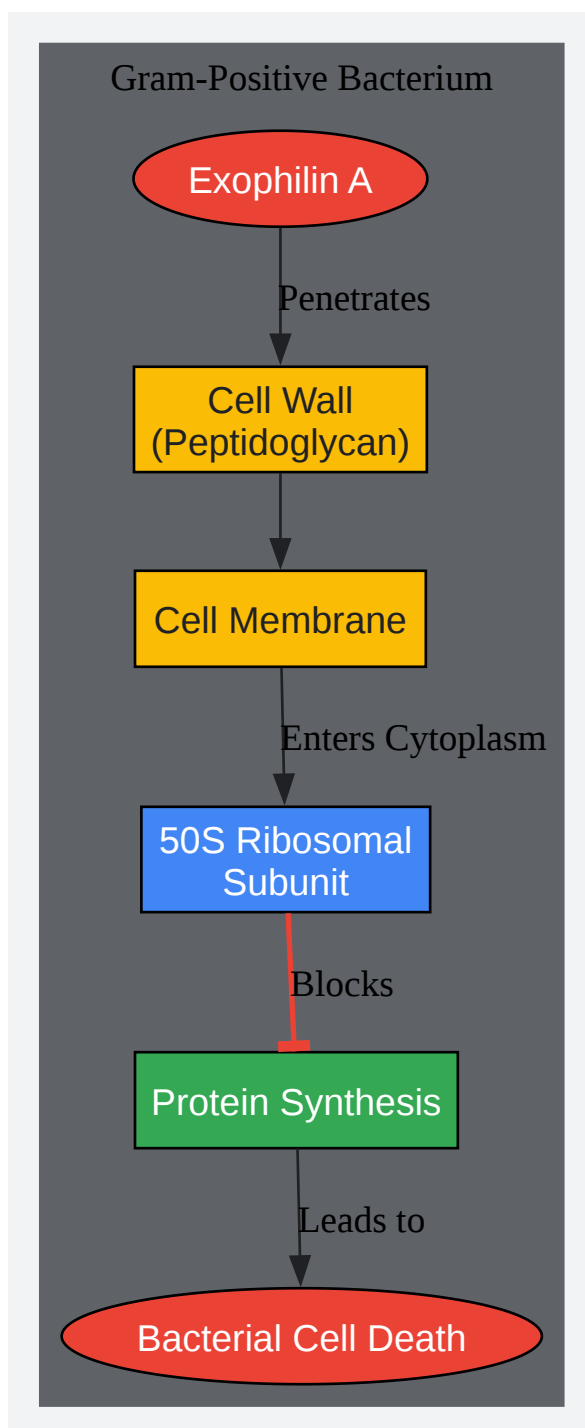 Gram-Positive Bacterium
Exophilin A
Penetrates
Cell Wall
(Peptidoglycan)
Cell Membrane
Enters Cytoplasm
50S Ribosomal
Subunit
Blocks
Protein Synthesis
Leads to
Bacterial Cell Death